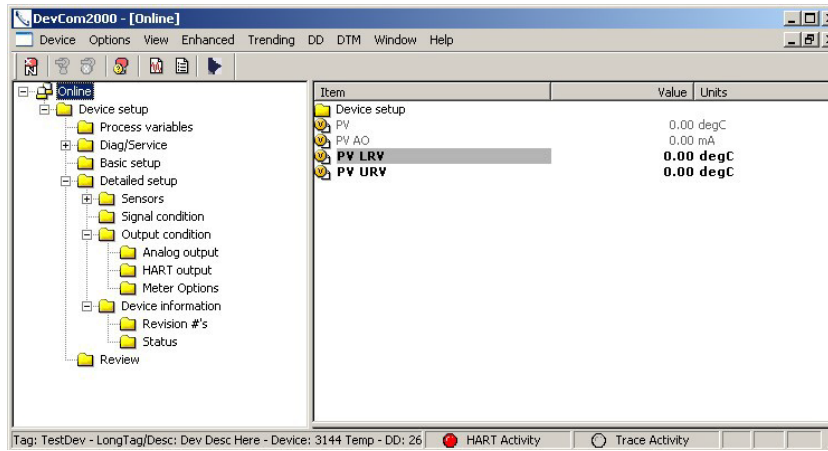 DevCom2000 - [Online]
Device Options View Enhanced Trending DD DTM Window Help
Online
Device setup
Process variables
Diag/Service
Basic setup
Detailed setup
Sensors
Signal condition
Output condition
Analog output
HART output
Meter Options
Device information
Revision #'s
Status
Review
Item Value Units
Device setup
PV 0.00 degC
PV AO 0.00 mA
PV LRV 0.00 degC
PV URV 0.00 degC
Tag: TestDev - LongTag/Desc: Dev Desc Here - Device: 3144 Temp - DD: 26 HART Activity Trace Activity